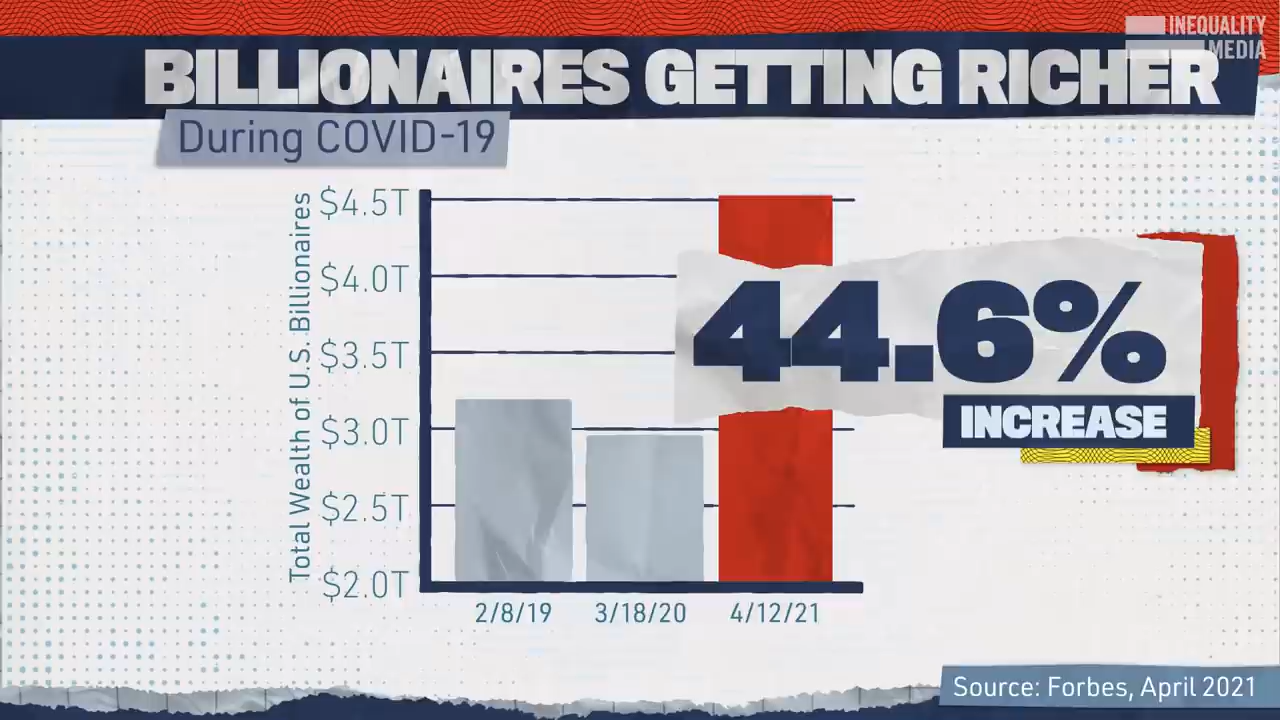 INEQUALITY
MEDIA
BILLIONAIRES GETTING RICHER
During COVID-19
Total Wealth of U.S. Billionaires
$4.5T
$4.0T
$3.5T
$3.0T
$2.5T
$2.0T
44.6%
INCREASE
2/8/19 3/18/20 4/12/21
Source: Forbes, April 2021